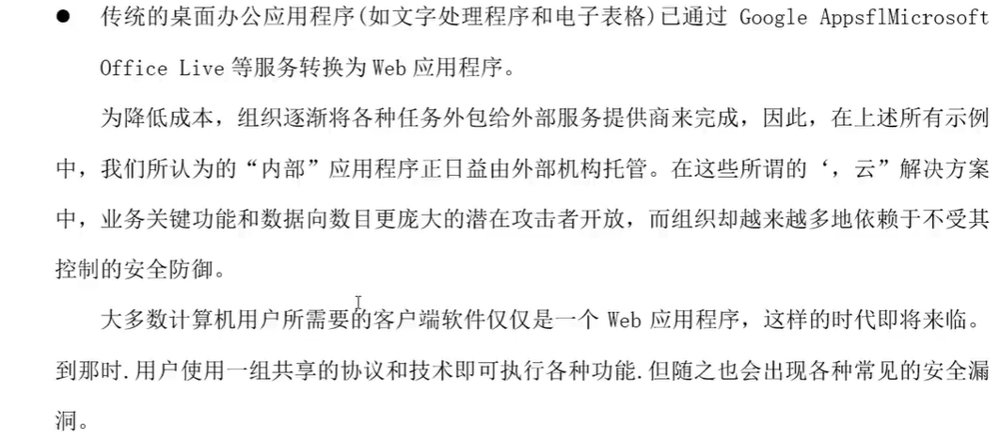 ● 传统的桌面办公应用程序(如文字处理程序和电子表格)已通过 Google AppsflMicrosoft
Office Live 等服务转换为 Web 应用程序。
为降低成本，组织逐渐将各种任务外包给外部服务提供商来完成，因此，在上述所有示例
中，我们所认为的“内部”应用程序正日益由外部机构托管。在这些所谓的‘，云”解决方案
中，业务关键功能和数据向数目更庞大的潜在攻击者开放，而组织却越来越多地依赖于不受其
控制的安全防御。
大多数计算机用户所需要的客户端软件仅仅是一个 Web 应用程序，这样的时代即将来临。
到那时.用户使用一组共享的协议和技术即可执行各种功能.但随之也会出现各种常见的安全漏
洞。